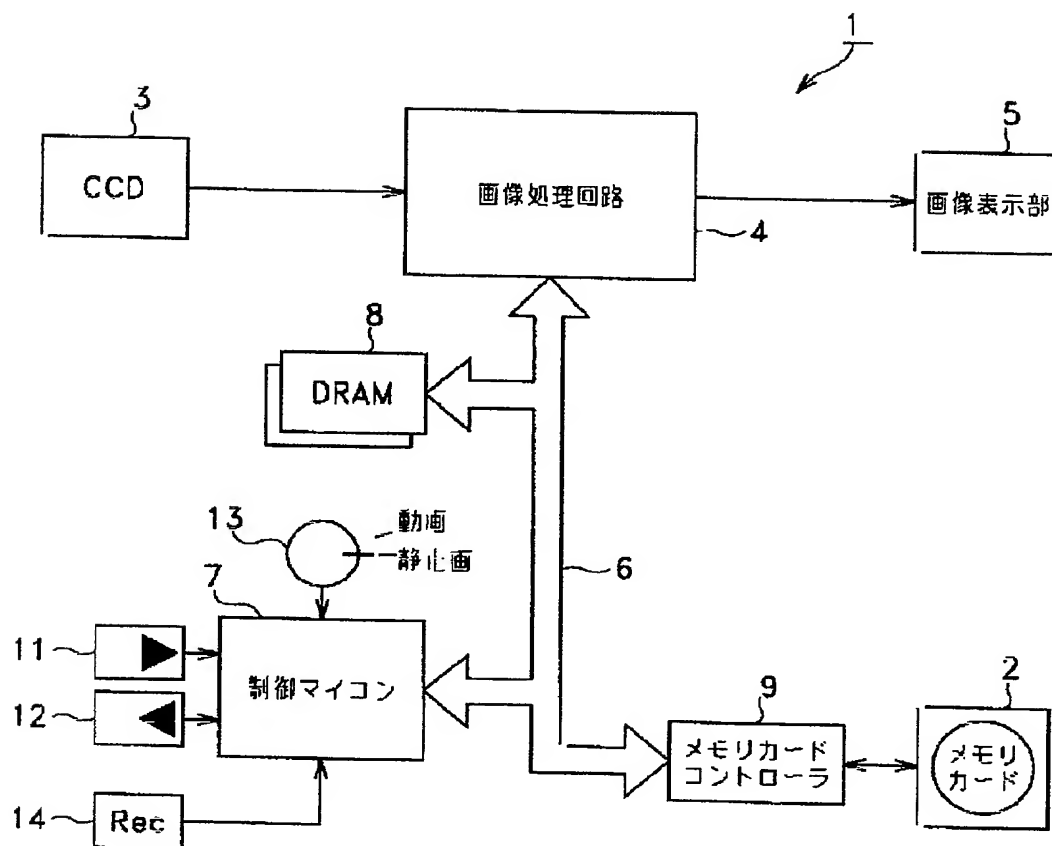 1
3
CCD
画像処理回路
4
5
画像表示部
8
DRAM
13
動画
静止画
6
7
制御マイコン
11
12
14
Rec
9
メモリカード
コントローラ
2
メモリ
カード